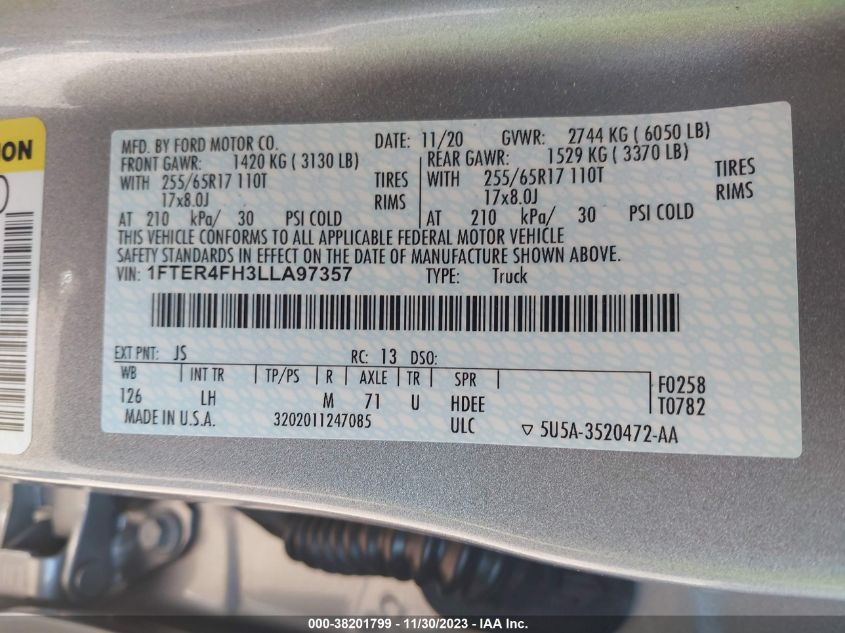 ION
MFD. BY FORD MOTOR CO. DATE: 11/20 GVWR: 2744 KG ( 6050 LB)
FRONT GAWR: 1420 KG ( 3130 LB) REAR GAWR: 1529 KG ( 3370 LB)
WITH 255/65R17 110T TIRES WITH 255/65R17 110T TIRES
17x8.0J RIMS 17x8.0J RIMS
AT 210 kPa/ 30 PSI COLD AT 210 kPa/ 30 PSI COLD
THIS VEHICLE CONFORMS TO ALL APPLICABLE FEDERAL MOTOR VEHICLE
SAFETY STANDARDS IN EFFECT ON THE DATE OF MANUFACTURE SHOWN ABOVE.
VIN: 1FTER4FH3LLA97357 TYPE: Truck
EXT PNT: JS RC: 13 DSO:
WB INT TR TP/PS R AXLE TR SPR F0258
126 LH M 71 U HDEE T0782
MADE IN U.S.A. 3202011247085 ULC ▽ 5U5A-3520472-AA
000-38201799 - 11/30/2023 - IAA Inc.